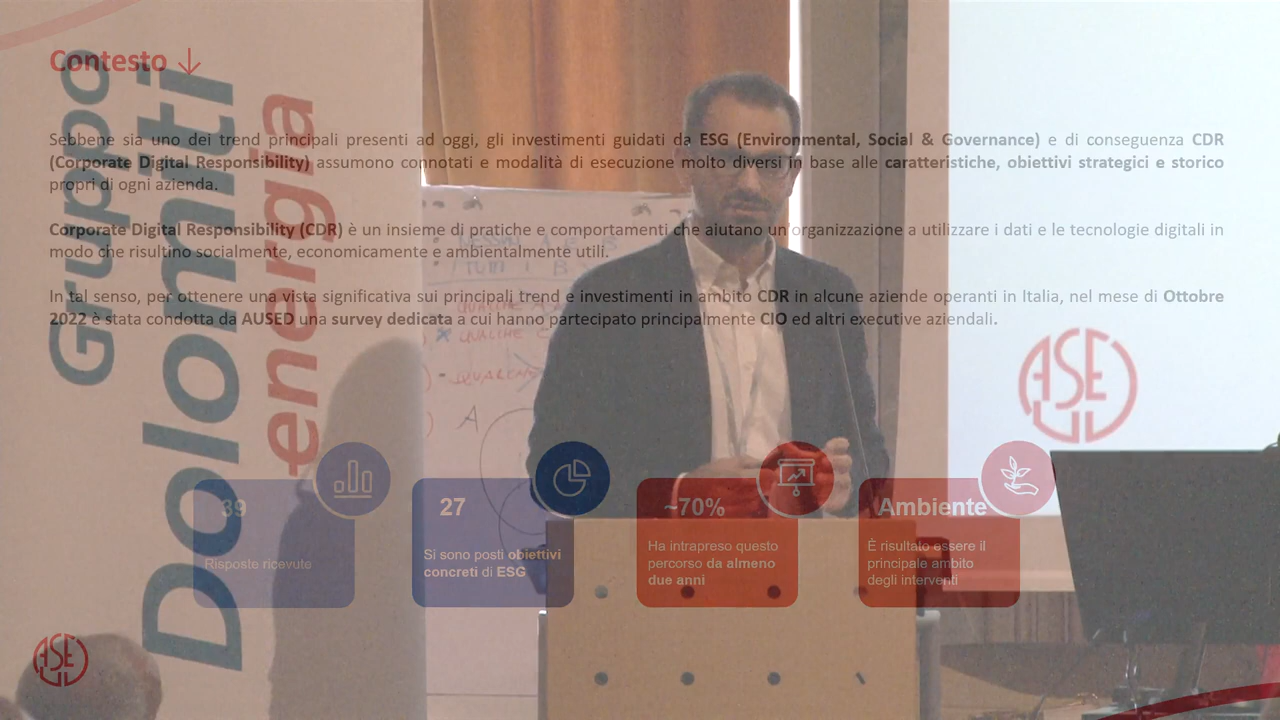 Contesto
Sebbene sia uno dei trend principali presenti ad oggi, gli investimenti guidati da ESG (Environmental, Social & Governance) e di conseguenza CDR
(Corporate Digital Responsibility) assumono connotati e modalità di esecuzione molto diversi in base alle caratteristiche, obiettivi strategici e storico
propri di ogni azienda.
Corporate Digital Responsibility (CDR) è un insieme di pratiche e comportamenti che aiutano un'organizzazione a utilizzare i dati e le tecnologie digitali in
modo che risultino socialmente, economicamente e ambientalmente utili.
In tal senso, per ottenere una vista significativa sui principali trend e investimenti in ambito CDR in alcune aziende operanti in Italia, nel mese di Ottobre
2022 è stata condotta da AUSED una survey dedicata a cui hanno partecipato principalmente CIO ed altri executive aziendali.
39
Risposte ricevute
27
Si sono posti obiettivi
concreti di ESG
~70%
Ha intrapreso questo
percorso da almeno
due anni
Ambiente
È risultato essere il
principale ambito
degli interventi
Gruppo
Dolomiti
energia
TUTTI I B
A